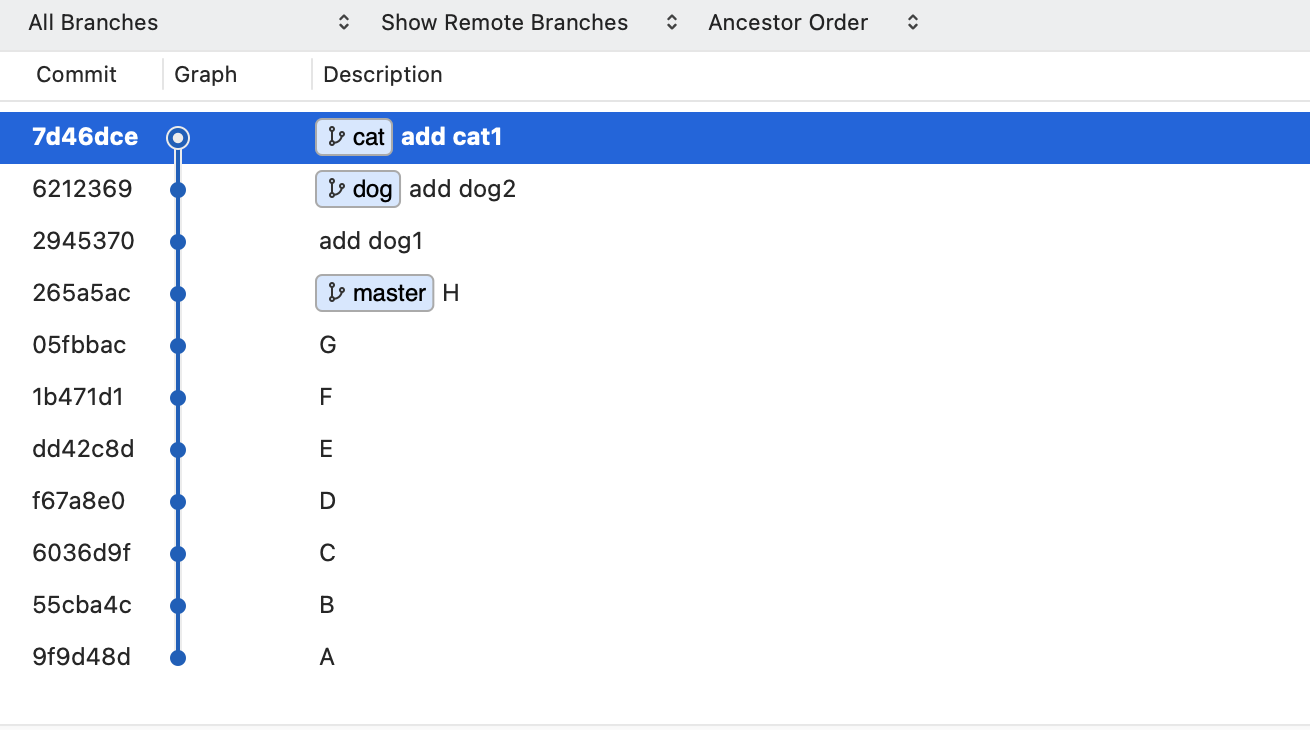 All Branches Show Remote Branches Ancestor Order
Commit Graph Description
7d46dce cat add cat1
6212369 dog add dog2
2945370 add dog1
265a5ac master H
05fbbac G
1b471d1 F
dd42c8d E
f67a8e0 D
6036d9f C
55cba4c B
9f9d48d A